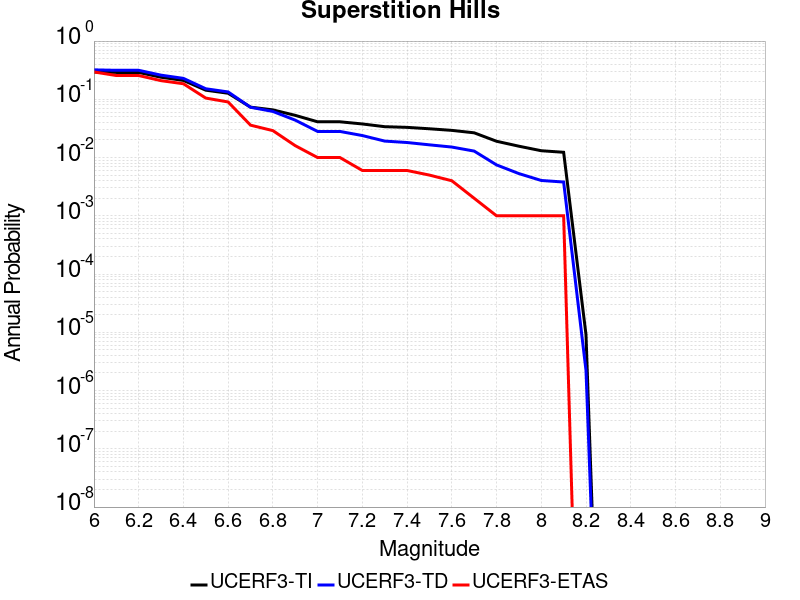 Superstition Hills
10^0
10^-1
10^-2
10^-3
10^-4
10^-5
10^-6
10^-7
10^-8
Annual Probability
6 6.2 6.4 6.6 6.8 7 7.2 7.4 7.6 7.8 8 8.2 8.4 8.6 8.8 9
Magnitude
UCERF3-TI UCERF3-TD UCERF3-ETAS